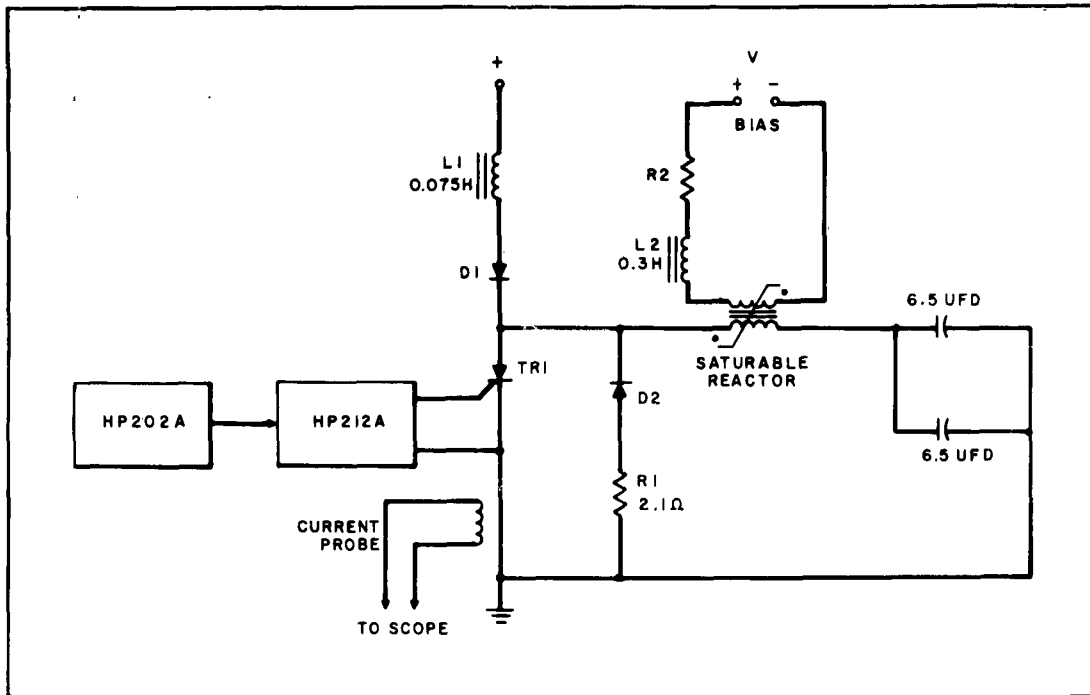 +
V
+ -
BIAS
L1
0.075H
R2
L2
0.3H
D1
6.5 UFD
TR1
SATURABLE
REACTOR
D2
HP202A
HP212A
6.5 UFD
R1
2.1Ω
CURRENT
PROBE
TO SCOPE